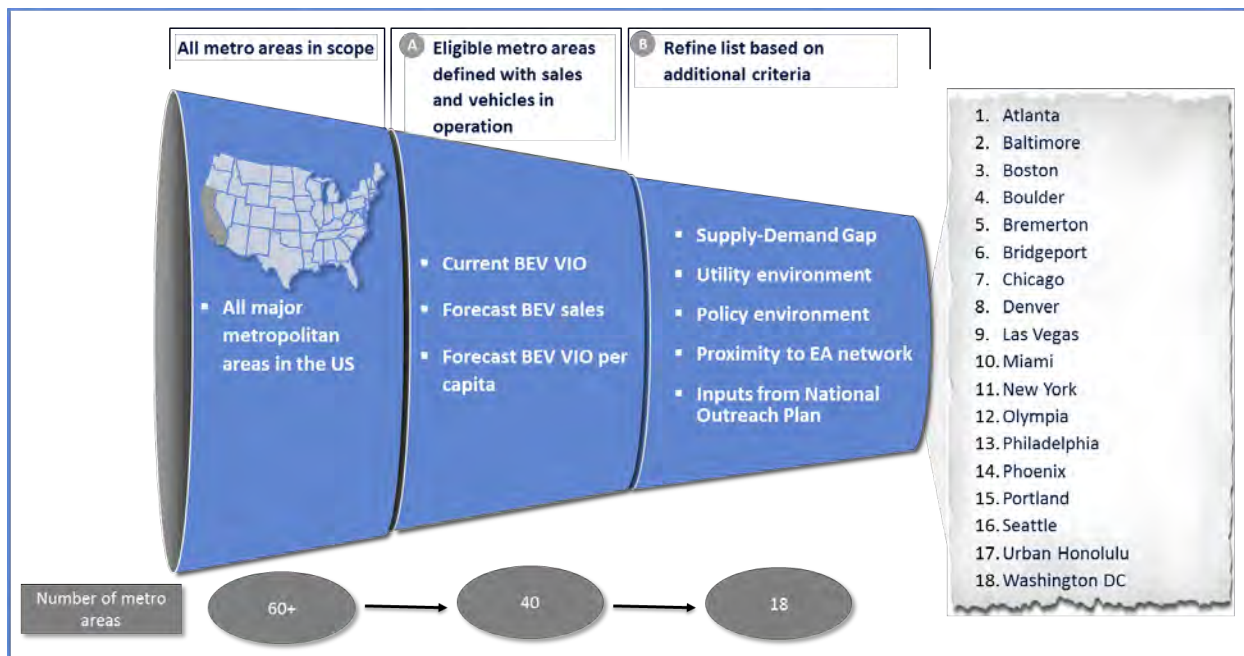 All metro areas in scope
A
Eligible metro areas
defined with sales
and vehicles in
operation
B
Refine list based on
additional criteria
▪ All major
metropolitan
areas in the US
▪ Current BEV VIO
▪ Forecast BEV sales
▪ Forecast BEV VIO per
capita
▪ Supply-Demand Gap
▪ Utility environment
▪ Policy environment
▪ Proximity to EA network
▪ Inputs from National
Outreach Plan
1. Atlanta
2. Baltimore
3. Boston
4. Boulder
5. Bremerton
6. Bridgeport
7. Chicago
8. Denver
9. Las Vegas
10. Miami
11. New York
12. Olympia
13. Philadelphia
14. Phoenix
15. Portland
16. Seattle
17. Urban Honolulu
18. Washington DC
Number of metro
areas
60+
40
18